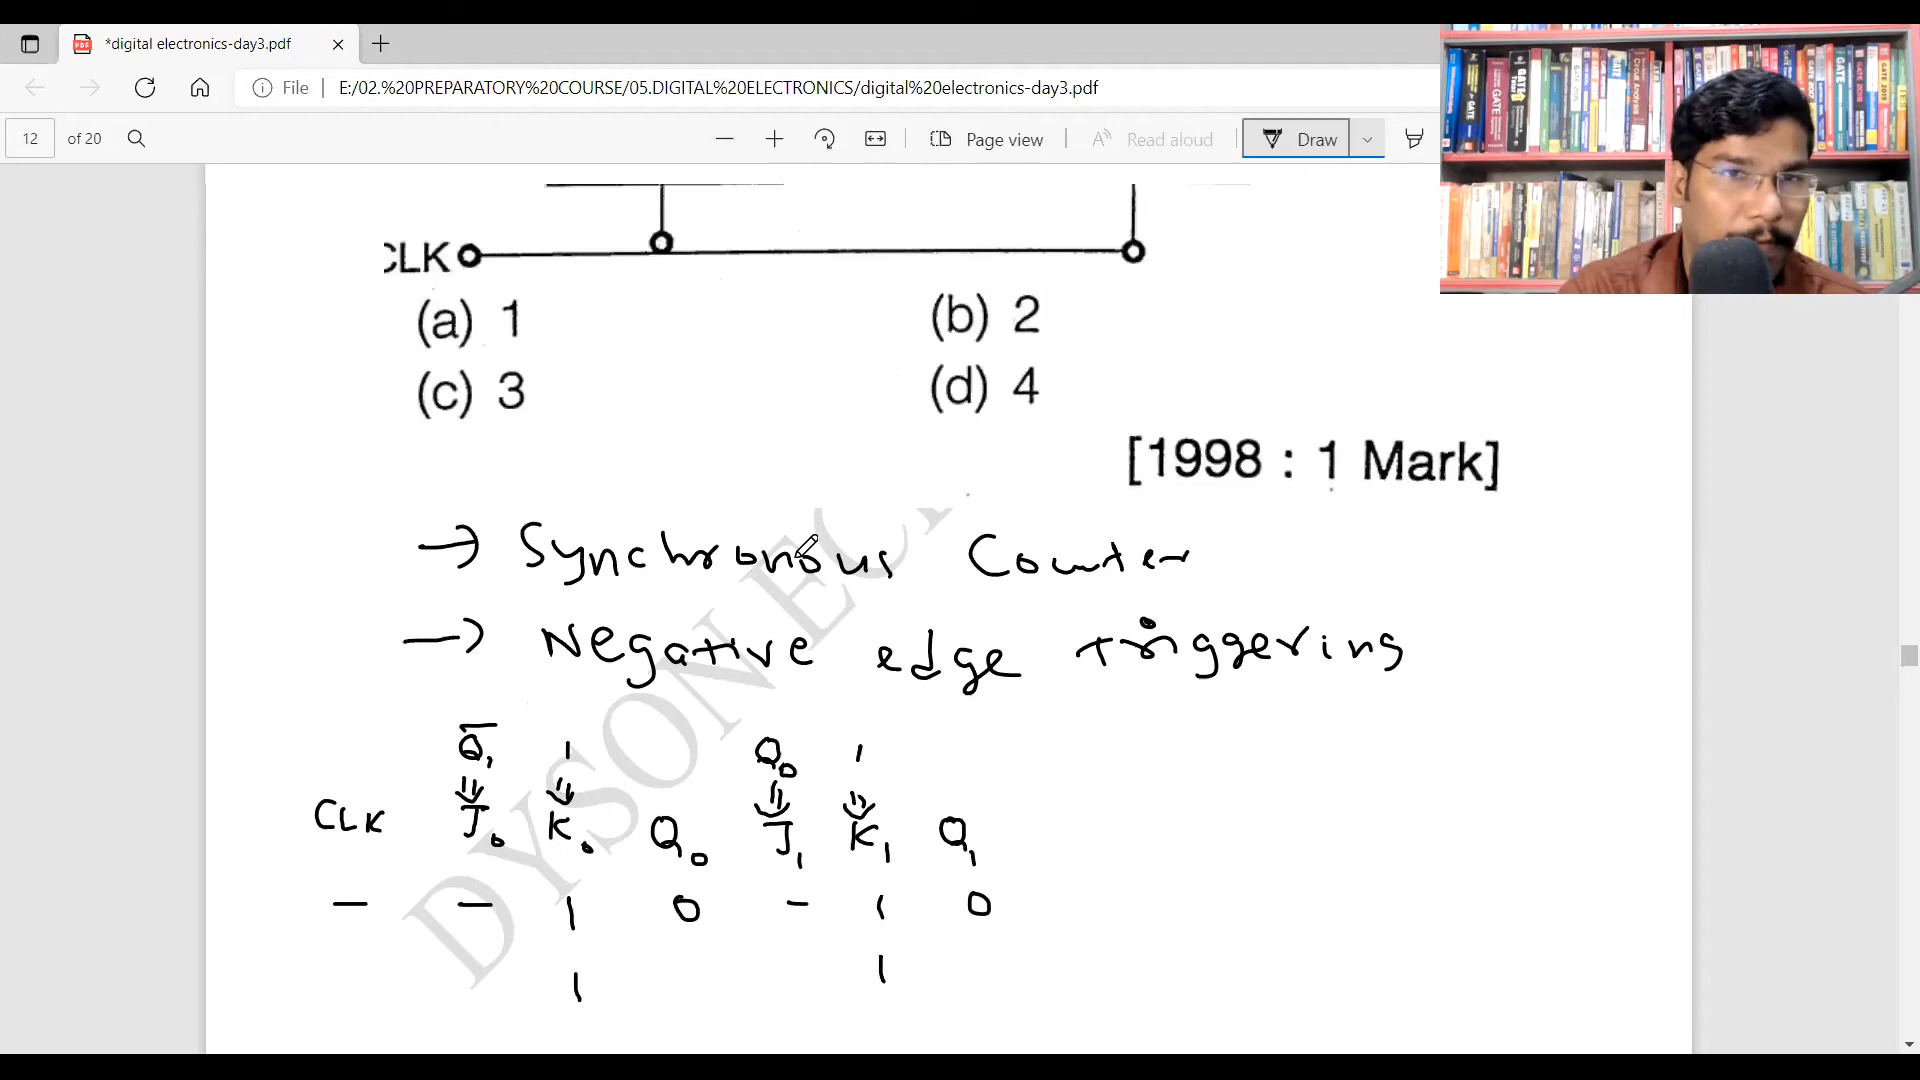 *digital electronics-day3.pdf
File | E:/02.%20PREPARATORY%20COURSE/05.DIGITAL%20ELECTRONICS/digital%20electronics-day3.pdf
12 of 20 Page view Read aloud Draw
CLK
(a) 1 (b) 2
(c) 3 (d) 4
[1998 : 1 Mark]
→ Synchronous Counter
→ Negative edge triggering
Q̅₁ 1 Q₀ 1
CLK J₀ K₀ Q₀ J₁ K₁ Q₁
— — 1 0 - 1 0
1 1
DYSON EC